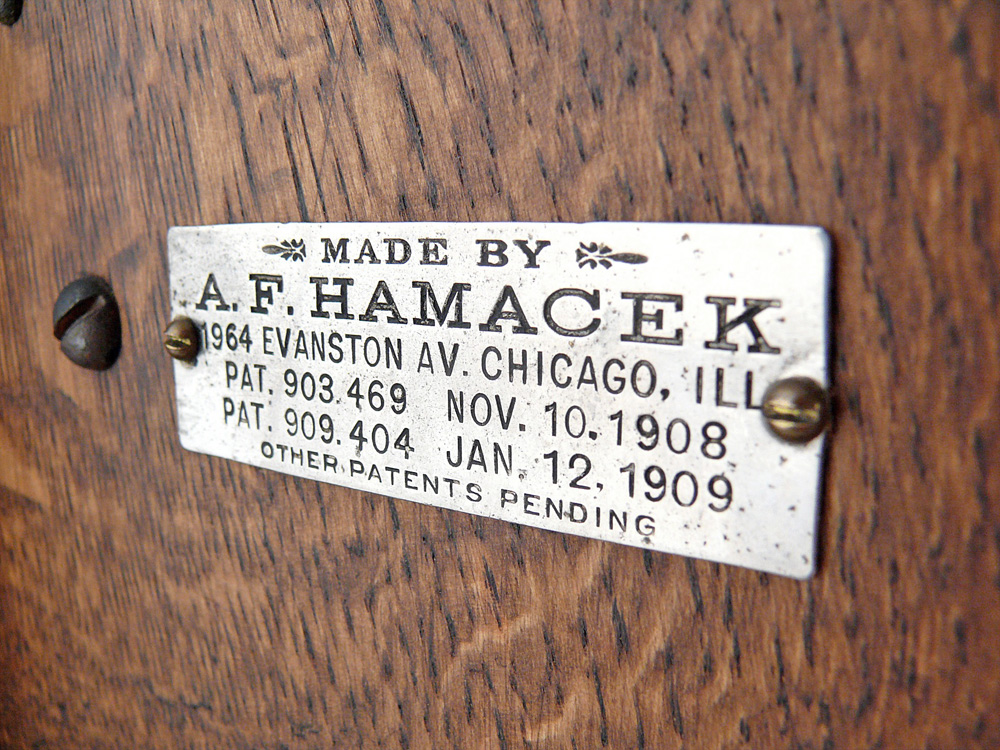 MADE BY
A. F. HAMACEK
1964 EVANSTON AV. CHICAGO, ILL
PAT. 903.469 NOV. 10. 1908
PAT. 909.404 JAN. 12, 1909
OTHER PATENTS PENDING